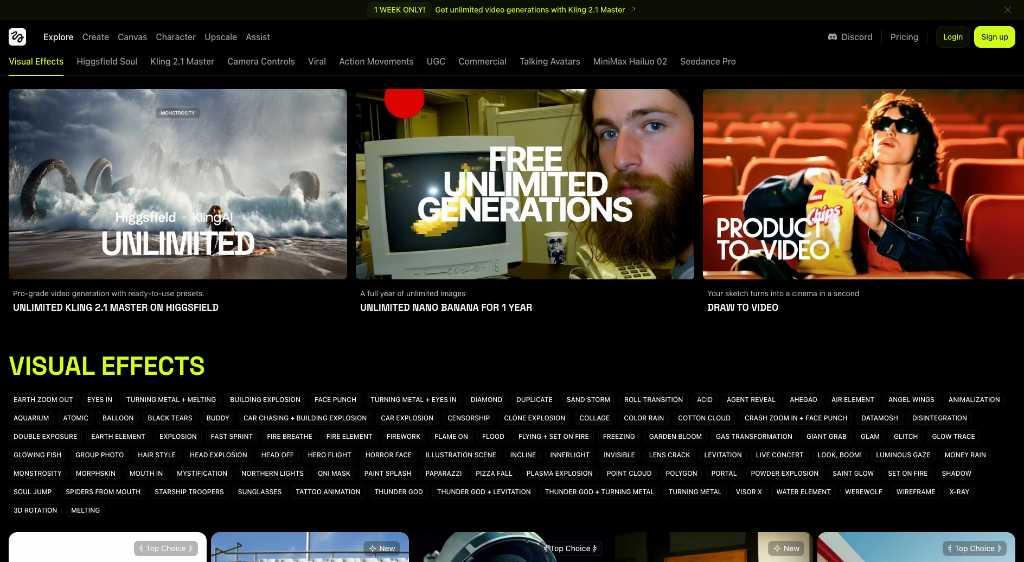 1 WEEK ONLY! Get unlimited video generations with Kling 2.1 Master
Explore Create Canvas Character Upscale Assist Discord Pricing Login Sign up
Visual Effects Higgsfield Soul Kling 2.1 Master Camera Controls Viral Action Movements UGC Commercial Talking Avatars MiniMax Hailuo 02 Seedance Pro
MONSTROSITY
Higgsfield · KlingAI
UNLIMITED
FREE
UNLIMITED
GENERATIONS
Chips
PRODUCT
TO-VIDEO
Pro-grade video generation with ready-to-use presets.
UNLIMITED KLING 2.1 MASTER ON HIGGSFIELD
A full year of unlimited images
UNLIMITED NANO BANANA FOR 1 YEAR
Your sketch turns into a cinema in a second
DRAW TO VIDEO
VISUAL EFFECTS
EARTH ZOOM OUT EYES IN TURNING METAL + MELTING BUILDING EXPLOSION FACE PUNCH TURNING METAL + EYES IN DIAMOND DUPLICATE SAND STORM ROLL TRANSITION ACID AGENT REVEAL AHEGAO AIR ELEMENT ANGEL WINGS ANIMALIZATION
AQUARIUM ATOMIC BALLOON BLACK TEARS BUDDY CAR CHASING + BUILDING EXPLOSION CAR EXPLOSION CENSORSHIP CLONE EXPLOSION COLLAGE COLOR RAIN COTTON CLOUD CRASH ZOOM IN + FACE PUNCH DATAMOSH DISINTEGRATION
DOUBLE EXPOSURE EARTH ELEMENT EXPLOSION FAST SPRINT FIRE BREATHE FIRE ELEMENT FIREWORK FLAME ON FLOOD FLYING + SET ON FIRE FREEZING GARDEN BLOOM GAS TRANSFORMATION GIANT GRAB GLAM GLITCH GLOW TRACE
GLOWING FISH GROUP PHOTO HAIR STYLE HEAD EXPLOSION HEAD OFF HERO FLIGHT HORROR FACE ILLUSTRATION SCENE INCLINE INNERLIGHT INVISIBLE LENS CRACK LEVITATION LIVE CONCERT LOOK, BOOM! LUMINOUS GAZE MONEY RAIN
MONSTROSITY MORPHSKIN MOUTH IN MYSTIFICATION NORTHERN LIGHTS ONI MASK PAINT SPLASH PAPARAZZI PIZZA FALL PLASMA EXPLOSION POINT CLOUD POLYGON PORTAL POWDER EXPLOSION SAINT GLOW SET ON FIRE SHADOW
SOUL JUMP SPIDERS FROM MOUTH STARSHIP TROOPERS SUNGLASSES TATTOO ANIMATION THUNDER GOD THUNDER GOD + LEVITATION THUNDER GOD + TURNING METAL TURNING METAL VISOR X WATER ELEMENT WEREWOLF WIREFRAME X-RAY
3D ROTATION MELTING
Top Choice New Top Choice New Top Choice